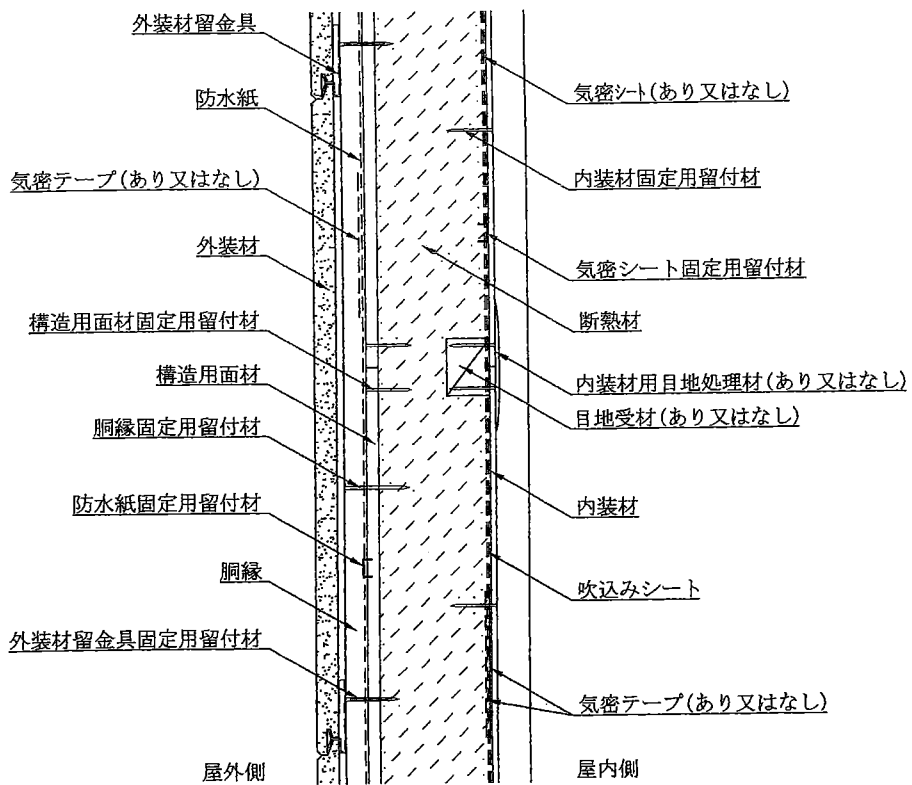 外装材留金具
防水紙
気密テープ(あり又はなし)
外装材
構造用面材固定用留付材
構造用面材
胴縁固定用留付材
防水紙固定用留付材
胴縁
外装材留金具固定用留付材
屋外側
気密シート(あり又はなし)
内装材固定用留付材
気密シート固定用留付材
断熱材
内装材用目地処理材(あり又はなし)
目地受材(あり又はなし)
内装材
吹込みシート
気密テープ(あり又はなし)
屋内側